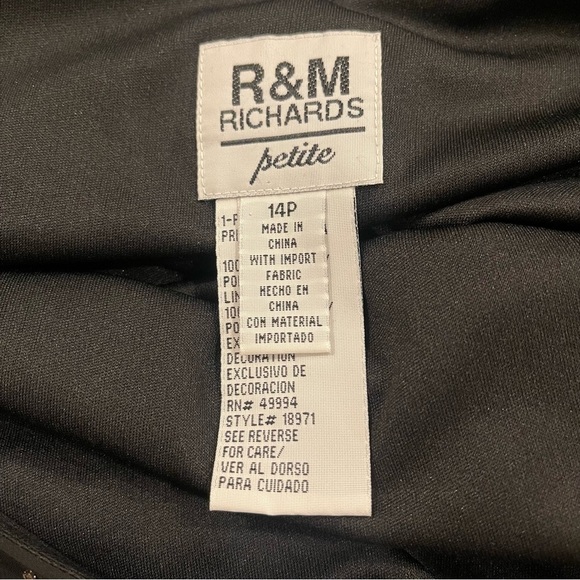 R&M
RICHARDS
petite
14P
MADE IN
CHINA
WITH IMPORT
FABRIC
HECHO EN
CHINA
CON MATERIAL
IMPORTADO
DECORATION
EXCLUSIVO DE
DECORACION
RN# 49994
STYLE# 18971
SEE REVERSE
FOR CARE/
VER AL DORSO
PARA CUIDADO